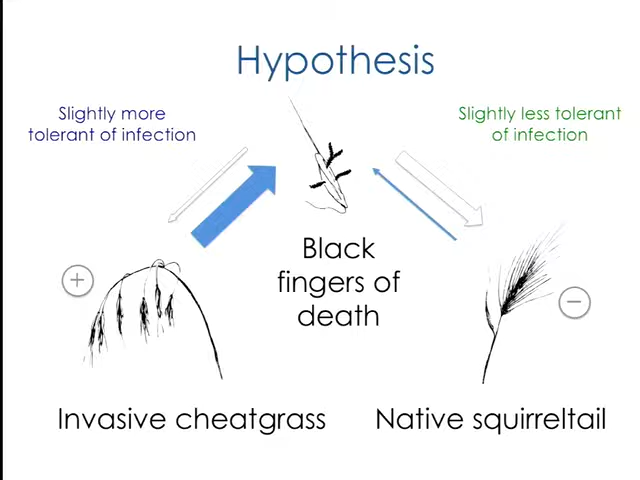 Hypothesis
Slightly more
tolerant of infection
Slightly less tolerant
of infection
Black
fingers of
death
+
−
Invasive cheatgrass
Native squirreltail